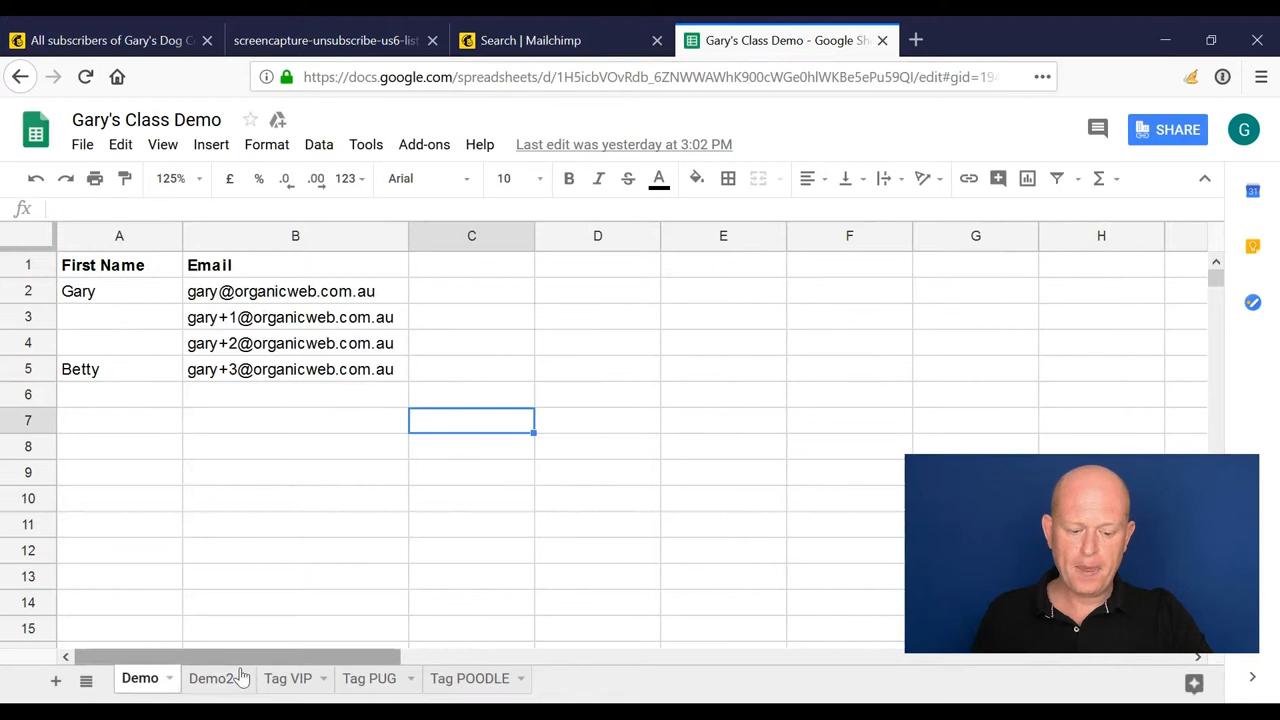 All subscribers of Gary's Dog C
screencapture-unsubscribe-us6-list
Search | Mailchimp
Gary's Class Demo - Google She
https://docs.google.com/spreadsheets/d/1H5icbVOvRdb_6ZNWWAWhK900cWGe0hlWKBe5ePu59QI/edit#gid=194
Gary's Class Demo
SHARE
G
File Edit View Insert Format Data Tools Add-ons Help Last edit was yesterday at 3:02 PM
125% £ % .0 .00 123 Arial 10 B I S A
fx
A B C D E F G H
1 First Name Email
2 Gary gary@organicweb.com.au
3 gary+1@organicweb.com.au
4 gary+2@organicweb.com.au
5 Betty gary+3@organicweb.com.au
6
7
8
9
10
11
12
13
14
15
Demo Demo2 Tag VIP Tag PUG Tag POODLE
31